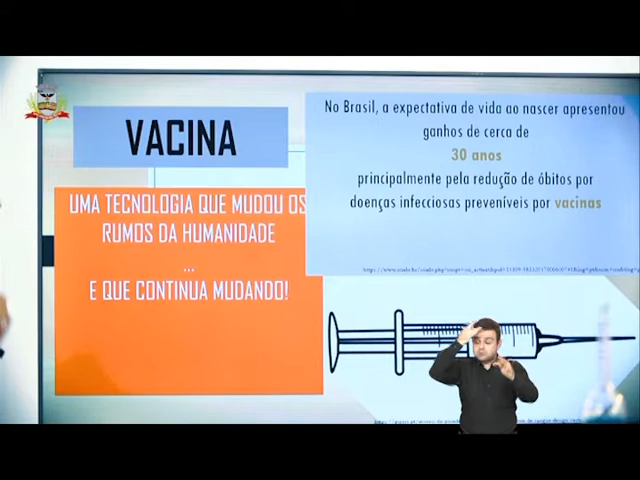 VACINA
UMA TECNOLOGIA QUE MUDOU OS
RUMOS DA HUMANIDADE
...
E QUE CONTINUA MUDANDO!
No Brasil, a expectativa de vida ao nascer apresentou
ganhos de cerca de
30 anos
principalmente pela redução de óbitos por
doenças infecciosas preveníveis por vacinas